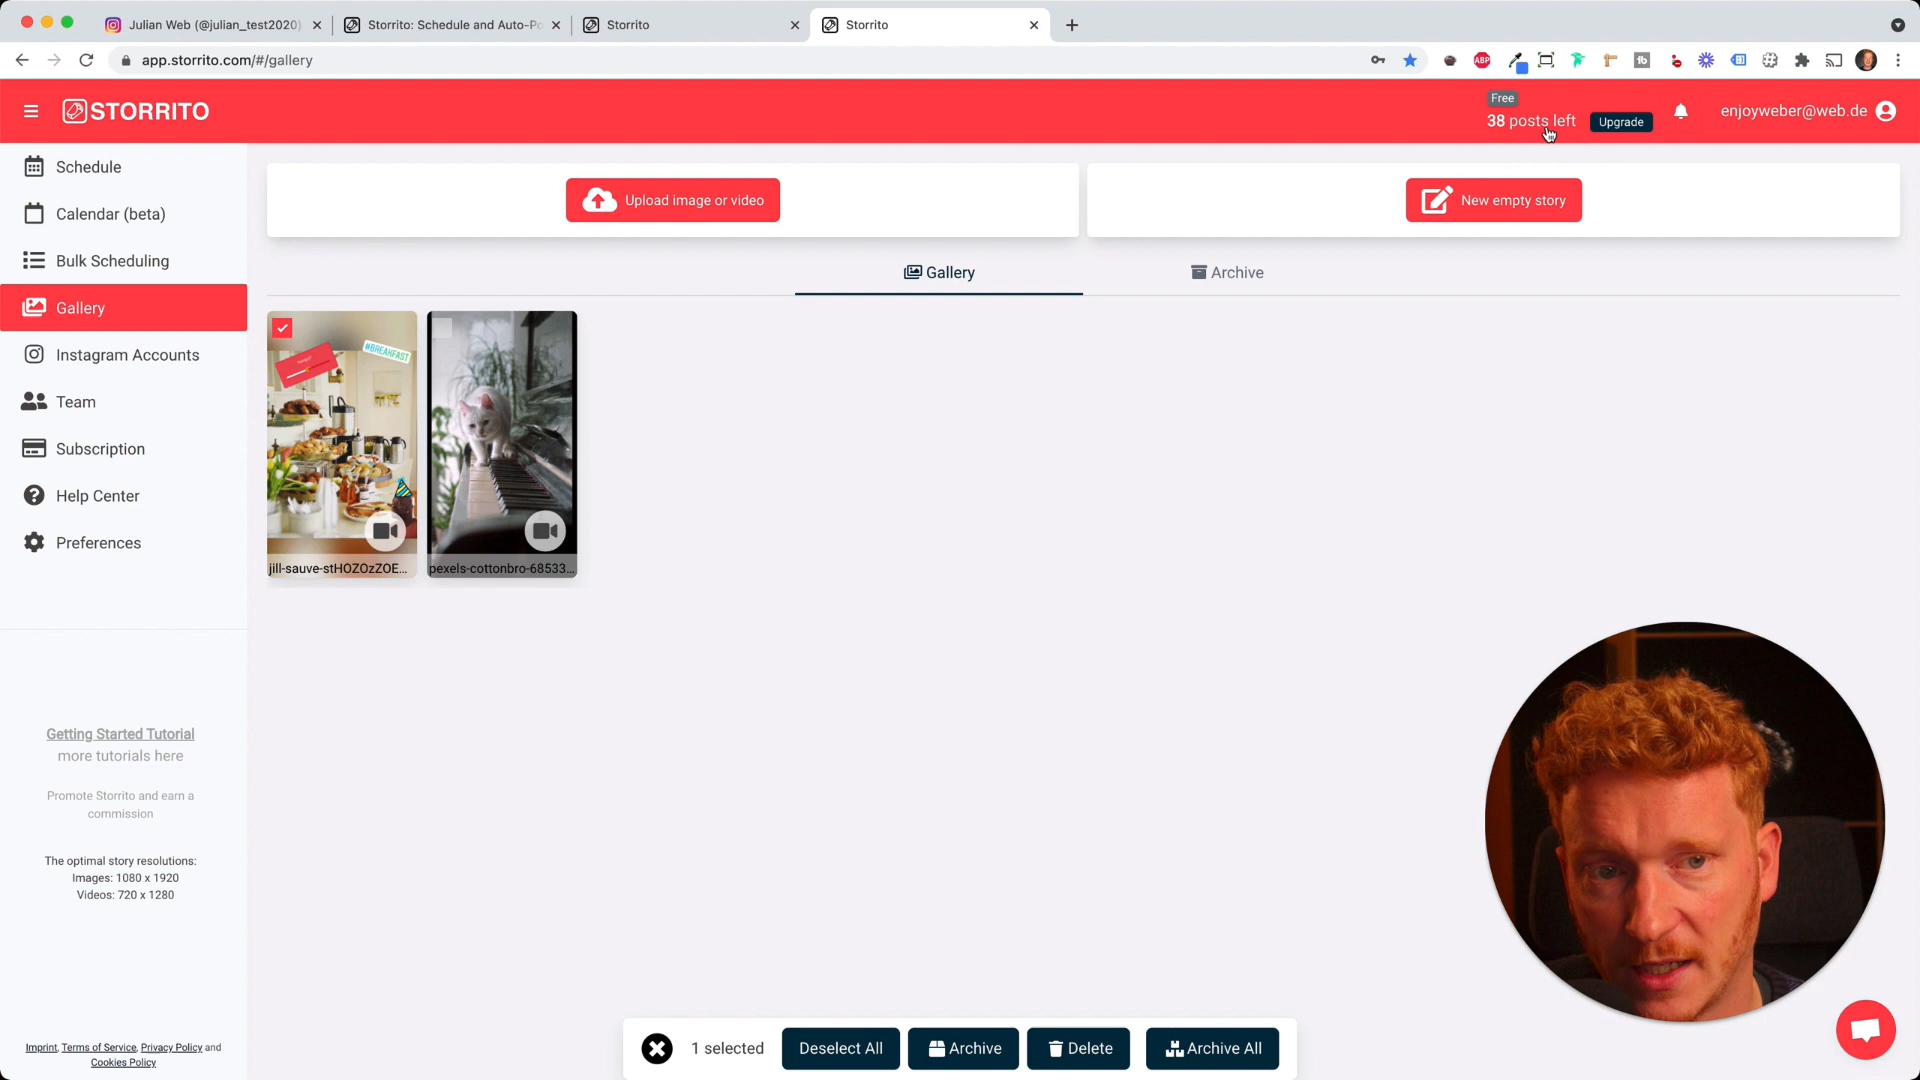 Julian Web (@julian_test2020)
Storrito: Schedule and Auto-Po
Storrito
Storrito
app.storrito.com/#/gallery
ABP
STORRITO
Free
38 posts left
Upgrade
enjoyweber@web.de
Schedule
Calendar (beta)
Bulk Scheduling
Gallery
Instagram Accounts
Team
Subscription
Help Center
Preferences
Upload image or video
New empty story
Gallery
Archive
#BREAKFAST
jill-sauve-stHOZOzZOE...
pexels-cottonbro-68533...
Getting Started Tutorial
more tutorials here
Promote Storrito and earn a
commission
The optimal story resolutions:
Images: 1080 x 1920
Videos: 720 x 1280
Imprint, Terms of Service, Privacy Policy and
Cookies Policy
1 selected
Deselect All
Archive
Delete
Archive All